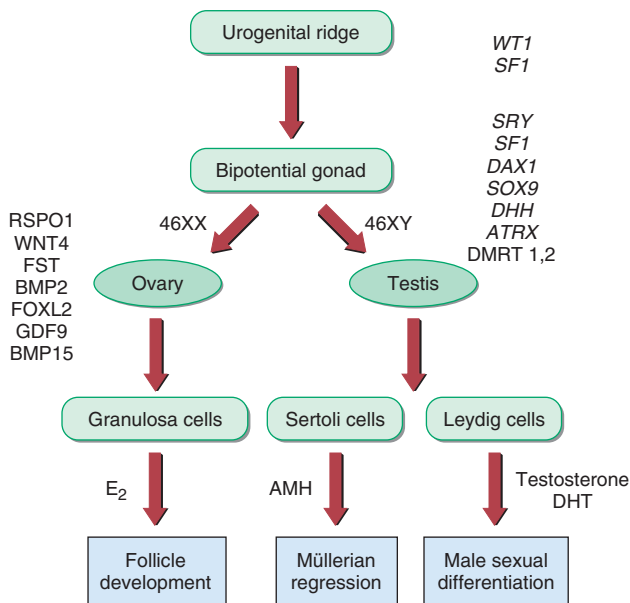 Urogenital ridge
WT1
SF1
Bipotential gonad
SRY
SF1
DAX1
SOX9
DHH
ATRX
DMRT 1,2
46XX
46XY
RSPO1
WNT4
FST
BMP2
FOXL2
GDF9
BMP15
Ovary
Testis
Granulosa cells
Sertoli cells
Leydig cells
E₂
AMH
Testosterone
DHT
Follicle
development
Müllerian
regression
Male sexual
differentiation